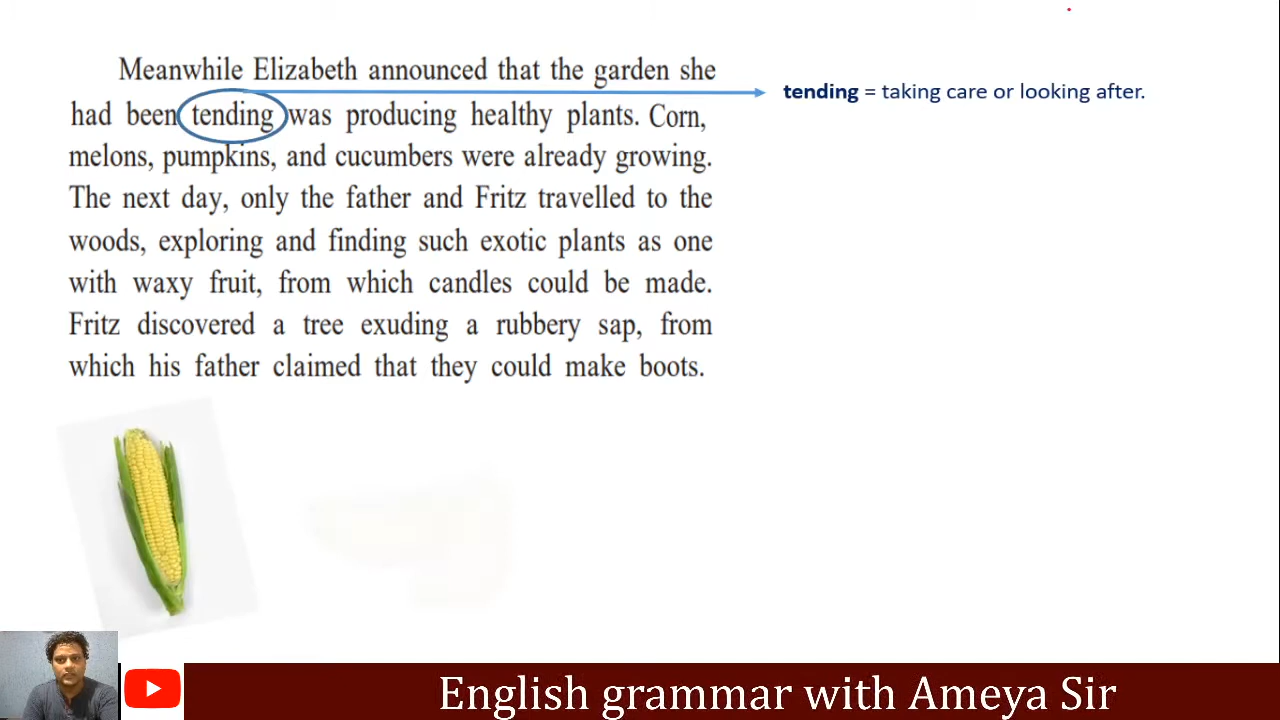 Meanwhile Elizabeth announced that the garden she
had been tending was producing healthy plants. Corn,
melons, pumpkins, and cucumbers were already growing.
The next day, only the father and Fritz travelled to the
woods, exploring and finding such exotic plants as one
with waxy fruit, from which candles could be made.
Fritz discovered a tree exuding a rubbery sap, from
which his father claimed that they could make boots.
tending = taking care or looking after.
English grammar with Ameya Sir